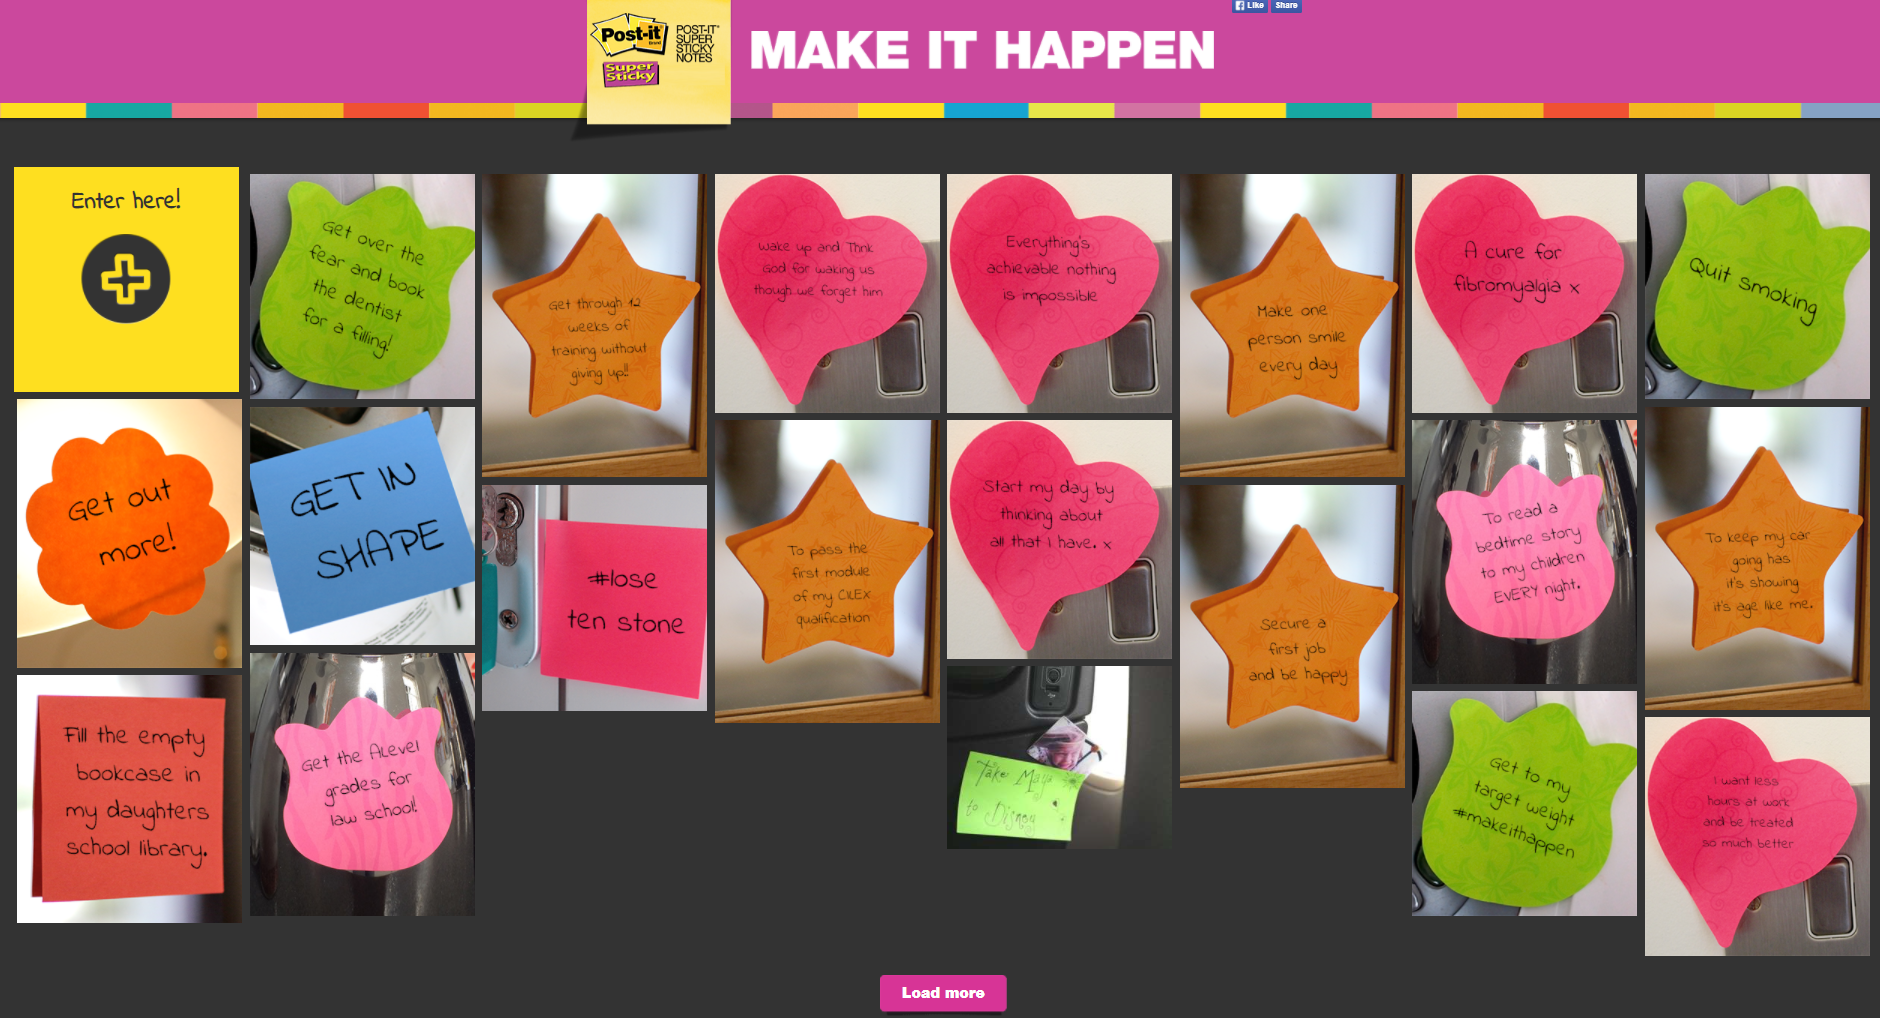 Like
Share
Post-it
Brand
Super
Sticky
POST-IT
SUPER
STICKY
NOTES
MAKE IT HAPPEN
Enter here!
Get over the
fear and book
the dentist
for a filling!
Get through 12
weeks of
training without
giving up!!
Wake up and Thnk
God for waking us
though we forget him
Everything's
achievable nothing
is impossible
Make one
person smile
every day
A cure for
fibromyalgia x
Quit smoking
Get out
more!
GET IN
SHAPE
#lose
ten stone
To pass the
first module
of my CILEX
qualification
Start my day by
thinking about
all that I have. x
Secure a
first job
and be happy
To read a
bedtime story
to my children
EVERY night.
To keep my car
going has
it's showing
it's age like me.
Fill the empty
bookcase in
my daughters
school library.
Get the ALevel
grades for
law school!
Take Maya
to Disney
Get to my
target weight
#makeithappen
I want less
hours at work
and be treated
so much better
Load more